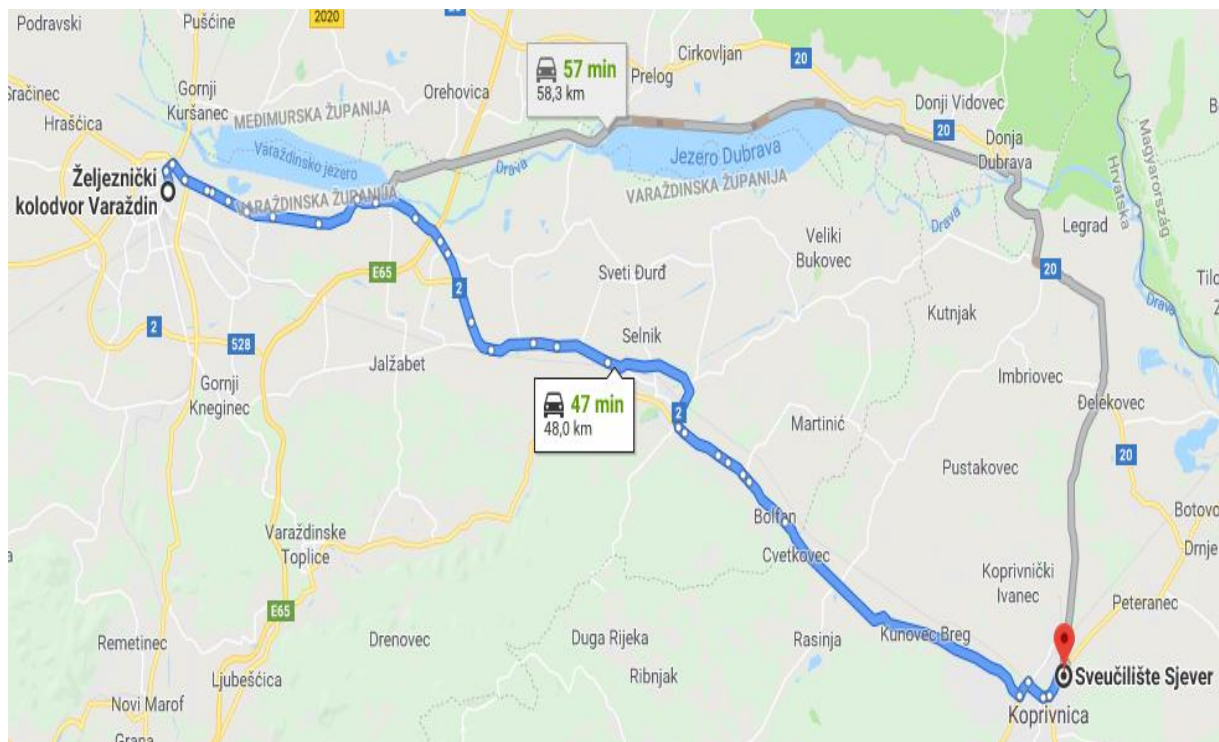 Podravski
Pušćine
2020
Sračinec
Gornji
Kuršanec
Hrašćica
MEĐIMURSKA ŽUPANIJA
Orehovica
57 min
58,3 km
Prelog
Cirkovljan
20
Donji Vidovec
20
Donja
Dubrava
Magyarország
Hrvatska
Varaždinsko jezero
Drava
Jezero Dubrava
VARAŽDINSKA ŽUPANIJA
Željeznički
kolodvor Varaždin
VARAŽDINSKA ŽUPANIJA
Drava
Legrad
Veliki
Bukovec
E65
Sveti Đurđ
20
Drava
2
Kutnjak
2
528
Selnik
Jalžabet
Gornji
Kneginec
47 min
48,0 km
Imbriovec
Đelekovec
2
Martinić
20
Pustakovec
Botovo
Bolfan
Drnje
Varaždinske
Toplice
Cvetkovec
Koprivnički
Ivanec
Peteranec
E65
Remetinec
Drenovec
Duga Rijeka
Rasinja
Kunovec Breg
Ribnjak
Ljubešćica
Sveučilište Sjever
Novi Marof
Koprivnica